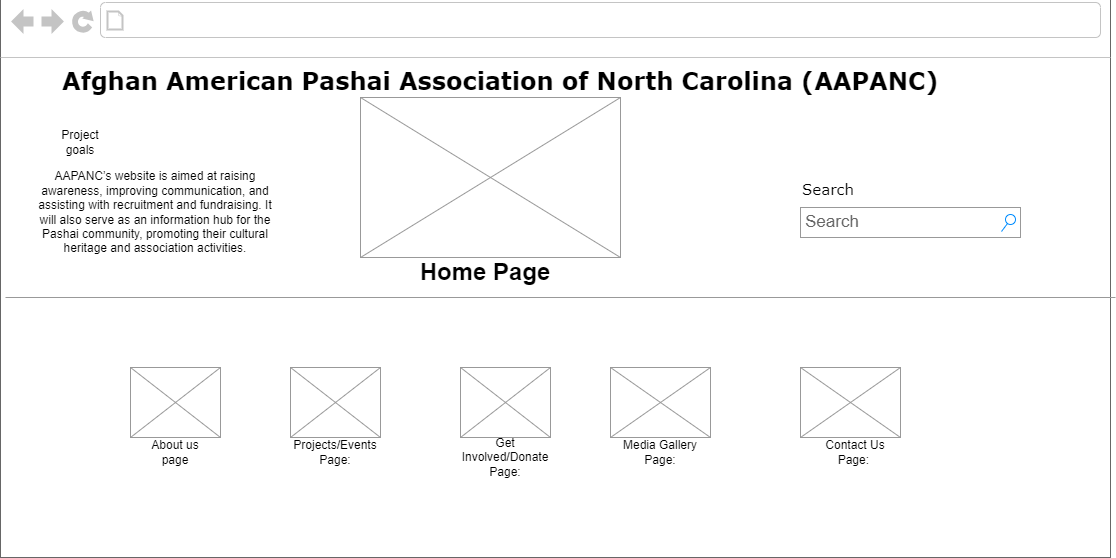 Afghan American Pashai Association of North Carolina (AAPANC)
Project
goals
AAPANC's website is aimed at raising
awareness, improving communication, and
assisting with recruitment and fundraising. It
will also serve as an information hub for the
Pashai community, promoting their cultural
heritage and association activities.
Home Page
Search
Search
About us
page
Projects/Events
Page:
Get
Involved/Donate
Page:
Media Gallery
Page:
Contact Us
Page: